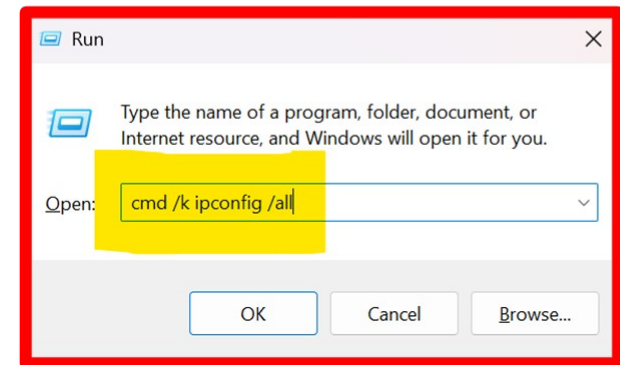 Run
Type the name of a program, folder, document, or
Internet resource, and Windows will open it for you.
Open:
cmd /k ipconfig /all
OK
Cancel
Browse...